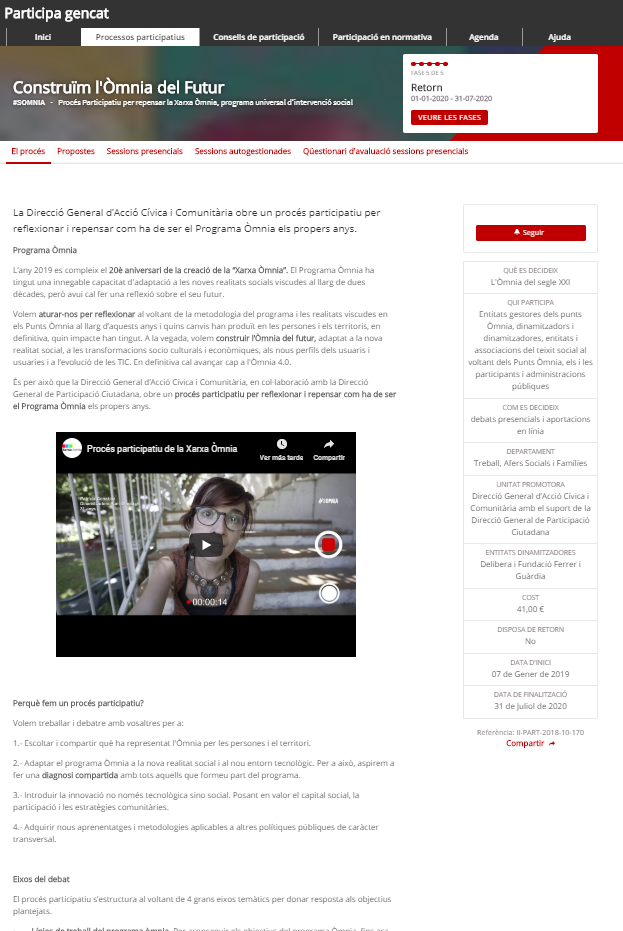 Participa gencat
Inici Processos participatius Consells de participació Participació en normativa Agenda Ajuda
Construïm l'Òmnia del Futur
#SOMNIA - Procés Participatiu per repensar la Xarxa Òmnia, programa universal d'intervenció social
FASE 5 DE 5
Retorn
01-01-2020 - 31-07-2020
VEURE LES FASES
El procés Propostes Sessions presencials Sessions autogestionades Qüestionari d'avaluació sessions presencials
La Direcció General d'Acció Cívica i Comunitària obre un procés participatiu per
reflexionar i repensar com ha de ser el Programa Òmnia els propers anys.
Programa Òmnia
L'any 2019 es compleix el 20è aniversari de la creació de la "Xarxa Òmnia". El Programa Òmnia ha
tingut una innegable capacitat d'adaptació a les noves realitats socials viscudes al llarg de dues
dècades, però avui cal fer una reflexió sobre el seu futur.
Volem aturar-nos per reflexionar al voltant de la metodologia del programa i les realitats viscudes en
els Punts Òmnia al llarg d'aquests anys i quins canvis han produït en les persones i els territoris, en
definitiva, quin impacte han tingut. A la vegada, volem construir l'Òmnia del futur, adaptat a la nova
realitat social, a les transformacions socio culturals i econòmiques, als nous perfils dels usuaris i
usuàries i a l'evolució de les TIC. En definitiva cal avançar cap a l'Òmnia 4.0.
És per això que la Direcció General d'Acció Cívica i Comunitària, en col·laboració amb la Direcció
General de Participació Ciutadana, obre un procés participatiu per reflexionar i repensar com ha de ser
el Programa Òmnia els propers anys.
Procés participatiu de la Xarxa Òmnia
Ver más tarde Compartir
#SOMNIA
00:00:14
Perquè fem un procés participatiu?
Volem treballar i debatre amb vosaltres per a:
1.- Escoltar i compartir què ha representat l'Òmnia per les persones i el territori.
2.- Adaptar el programa Òmnia a la nova realitat social i al nou entorn tecnològic. Per a això, aspirem a
fer una diagnosi compartida amb tots aquells que formeu part del programa.
3.- Introduir la innovació no només tecnològica sino social. Posant en valor el capital social, la
participació i les estratègies comunitàries.
4.- Adquirir nous aprenentatges i metodologies aplicables a altres polítiques públiques de caràcter
transversal.
Eixos del debat
El procés participatiu s'estructura al voltant de 4 grans eixos temàtics per donar resposta als objectius
plantejats.
Seguir
QUÈ ES DECIDEIX
L'Òmnia del segle XXI
QUI PARTICIPA
Entitats gestores dels punts
Òmnia, dinamitzadors i
dinamitzadores, entitats i
associacions del teixit social al
voltant dels Punts Òmnia, els i les
participants i administracions
públiques
COM ES DECIDEIX
debats presencials i aportacions
en línia
DEPARTAMENT
Treball, Afers Socials i Famílies
UNITAT PROMOTORA
Direcció General d'Acció Cívica i
Comunitària amb el suport de la
Direcció General de Participació
Ciutadana
ENTITATS DINAMITZADORES
Delibera i Fundació Ferrer i
Guàrdia
COST
41,00 €
DISPOSA DE RETORN
No
DATA D'INICI
07 de Gener de 2019
DATA DE FINALITZACIÓ
31 de Juliol de 2020
Referència: II-PART-2018-10-170
Compartir